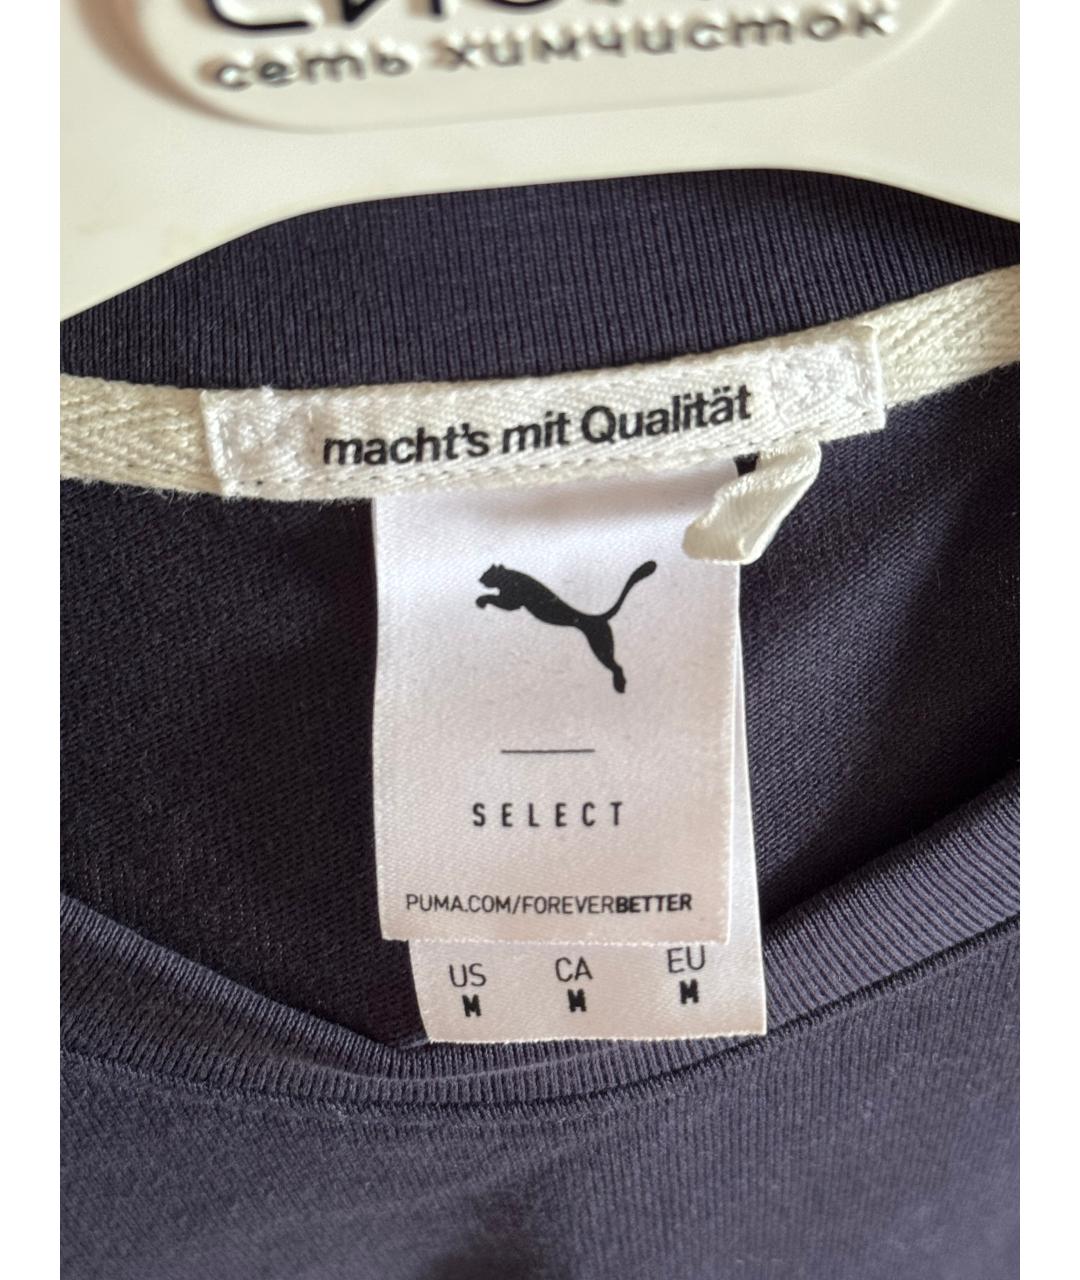 сеть химчисток
macht's mit Qualität
SELECT
PUMA.COM/FOREVERBETTER
US CA EU
M M M